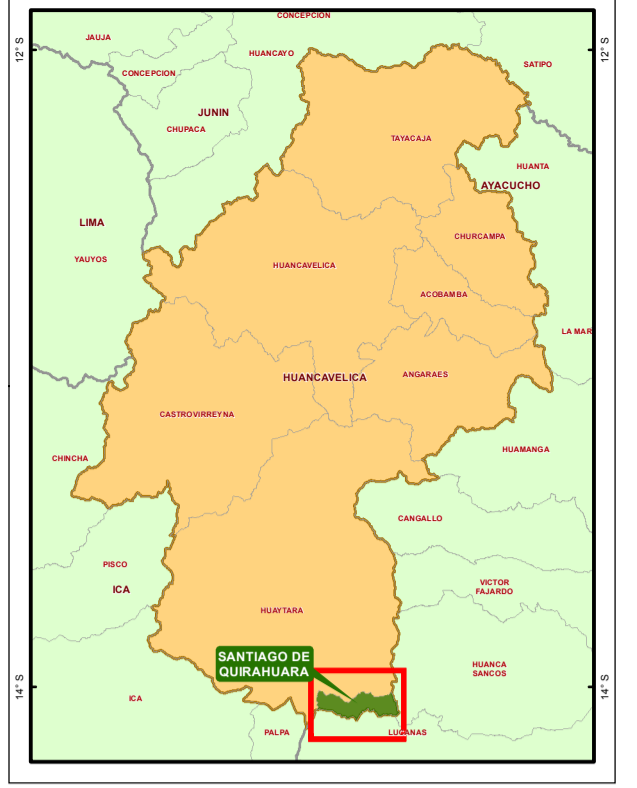 CONCEPCION
JAUJA
HUANCAYO
12° S
12° S
SATIPO
CONCEPCION
JUNIN
CHUPACA
TAYACAJA
HUANTA
AYACUCHO
LIMA
CHURCAMPA
YAUYOS
HUANCAVELICA
ACOBAMBA
LA MAR
HUANCAVELICA
ANGARAES
CASTROVIRREYNA
CHINCHA
HUAMANGA
CANGALLO
PISCO
ICA
VICTOR
FAJARDO
HUAYTARA
SANTIAGO DE
QUIRAHUARA
HUANCA
SANCOS
14° S
14° S
ICA
PALPA
LUCANAS